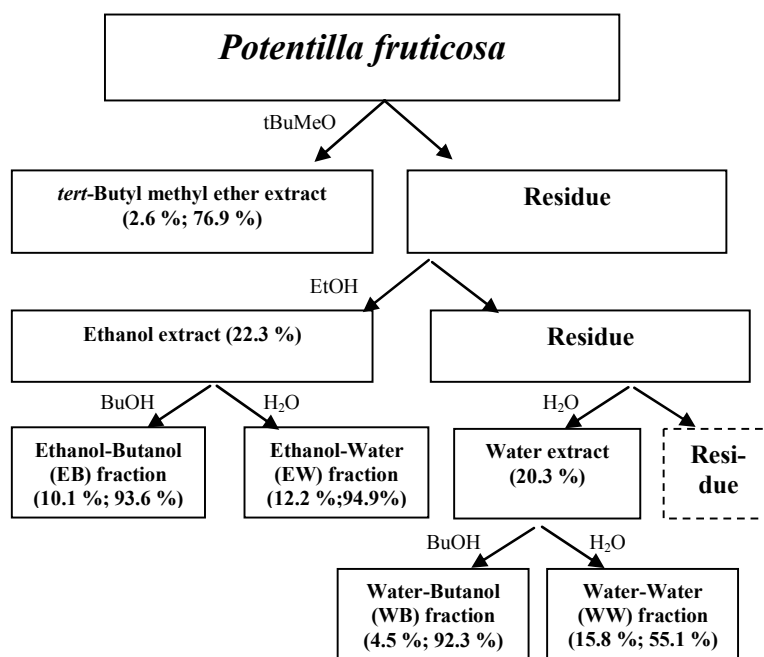 Potentilla fruticosa
tBuMeO
tert-Butyl methyl ether extract
(2.6 %; 76.9 %)
Residue
EtOH
Ethanol extract (22.3 %)
Residue
BuOH
H₂O
H₂O
Ethanol-Butanol
(EB) fraction
(10.1 %; 93.6 %)
Ethanol-Water
(EW) fraction
(12.2 %;94.9%)
Water extract
(20.3 %)
Resi-
due
BuOH
H₂O
Water-Butanol
(WB) fraction
(4.5 %; 92.3 %)
Water-Water
(WW) fraction
(15.8 %; 55.1 %)